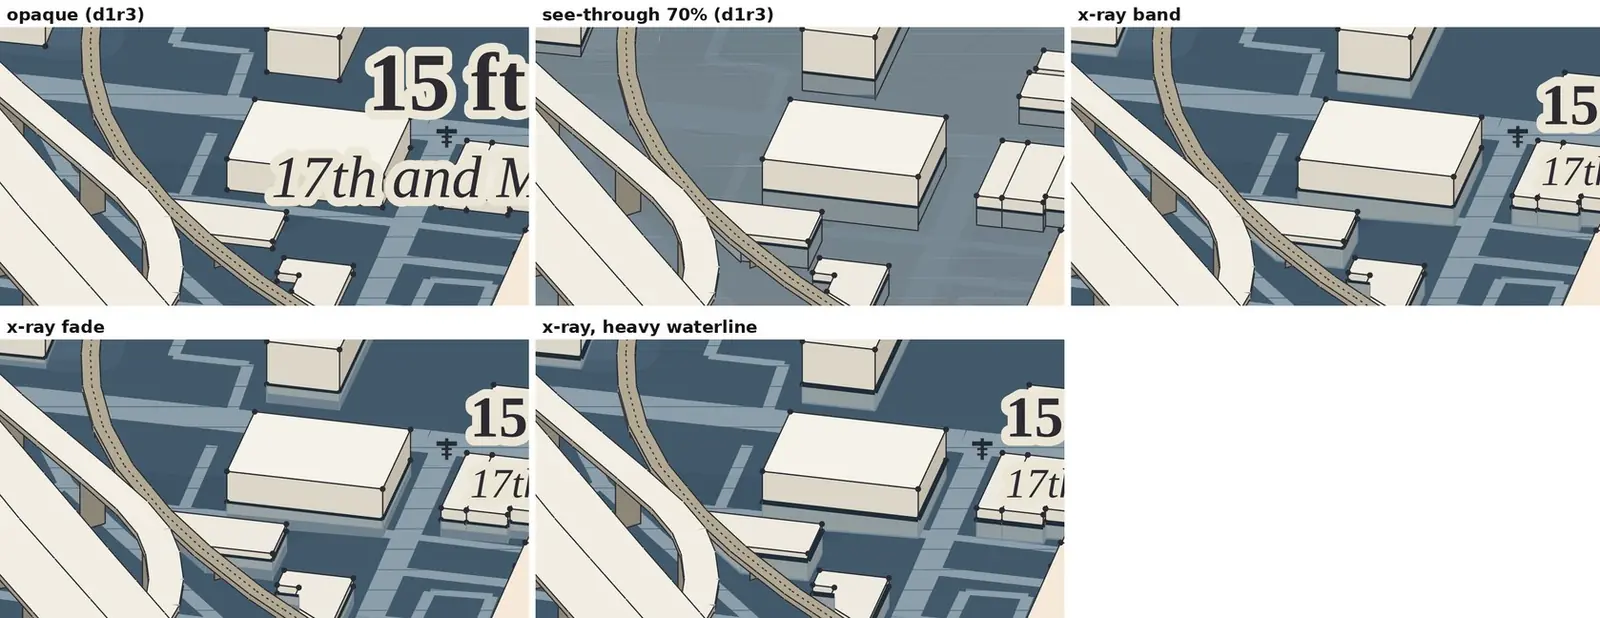 opaque (d1r3)
see-through 70% (d1r3)
x-ray band
15 ft
17th and M
15
17th
x-ray fade
x-ray, heavy waterline
15
17th
15
17th